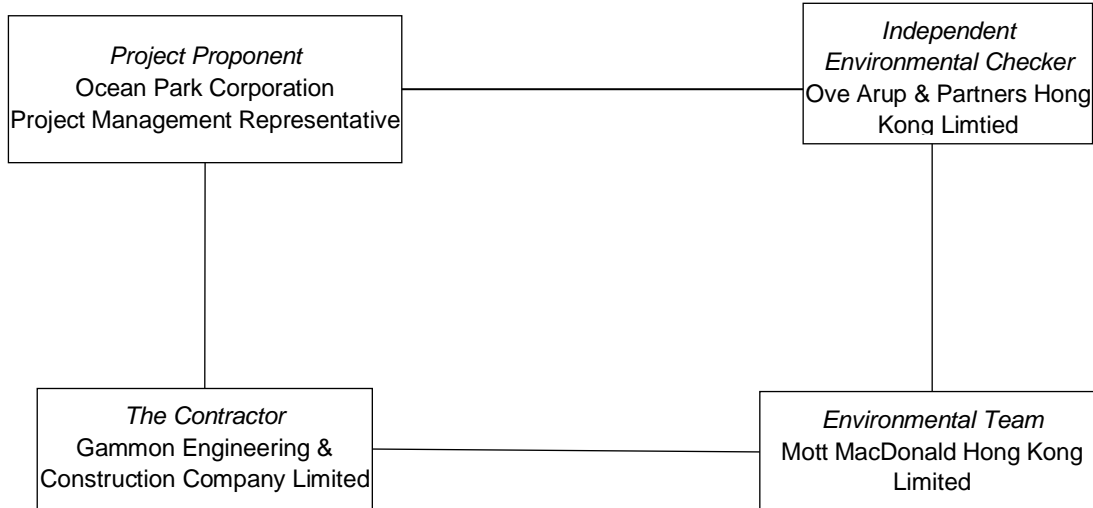 Project Proponent
Ocean Park Corporation
Project Management Representative
Independent
Environmental Checker
Ove Arup & Partners Hong
Kong Limtied
The Contractor
Gammon Engineering &
Construction Company Limited
Environmental Team
Mott MacDonald Hong Kong
Limited